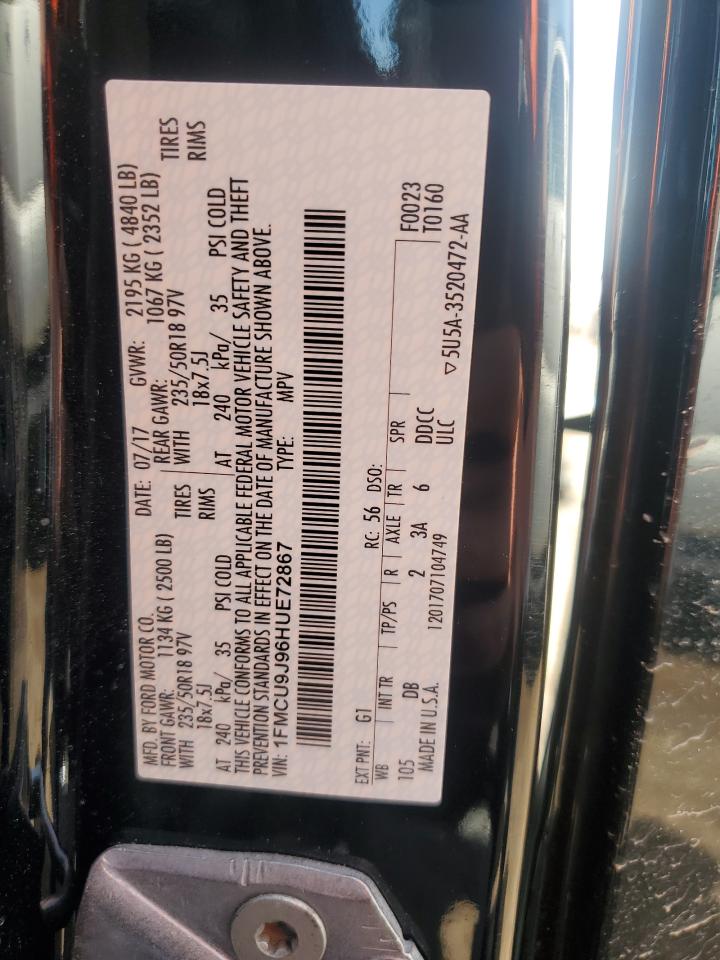 MFD. BY FORD MOTOR CO.
DATE: 07/17 GVWR: 2195 KG ( 4840 LB)
FRONT GAWR: 1134 KG ( 2500 LB) REAR GAWR: 1067 KG ( 2352 LB)
WITH 235/50R18 97V TIRES WITH 235/50R18 97V TIRES
18x7.5J RIMS 18x7.5J RIMS
AT 240 kPa/ 35 PSI COLD AT 240 kPa/ 35 PSI COLD
THIS VEHICLE CONFORMS TO ALL APPLICABLE FEDERAL MOTOR VEHICLE SAFETY AND THEFT
PREVENTION STANDARDS IN EFFECT ON THE DATE OF MANUFACTURE SHOWN ABOVE.
VIN: 1FMCU9J96HUE72867 TYPE: MPV
EXT PNT: G1 RC: 56 DSO: F0023
WB INT TR TP/PS R AXLE TR SPR T0160
105 DB 2 3A 6 DDCC
MADE IN U.S.A. 1201707104749 ULC ▽5U5A-3520472-AA